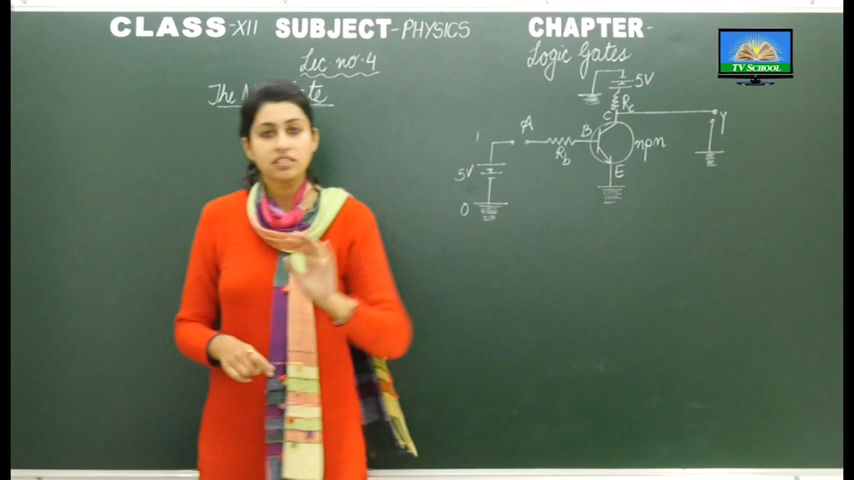 CLASS-XII SUBJECT-PHYSICS CHAPTER-
Lec no. 4 Logic Gates
TV SCHOOL
The
5V
Rc
C
A
B
Y
1
Rb
npn
5V
E
0